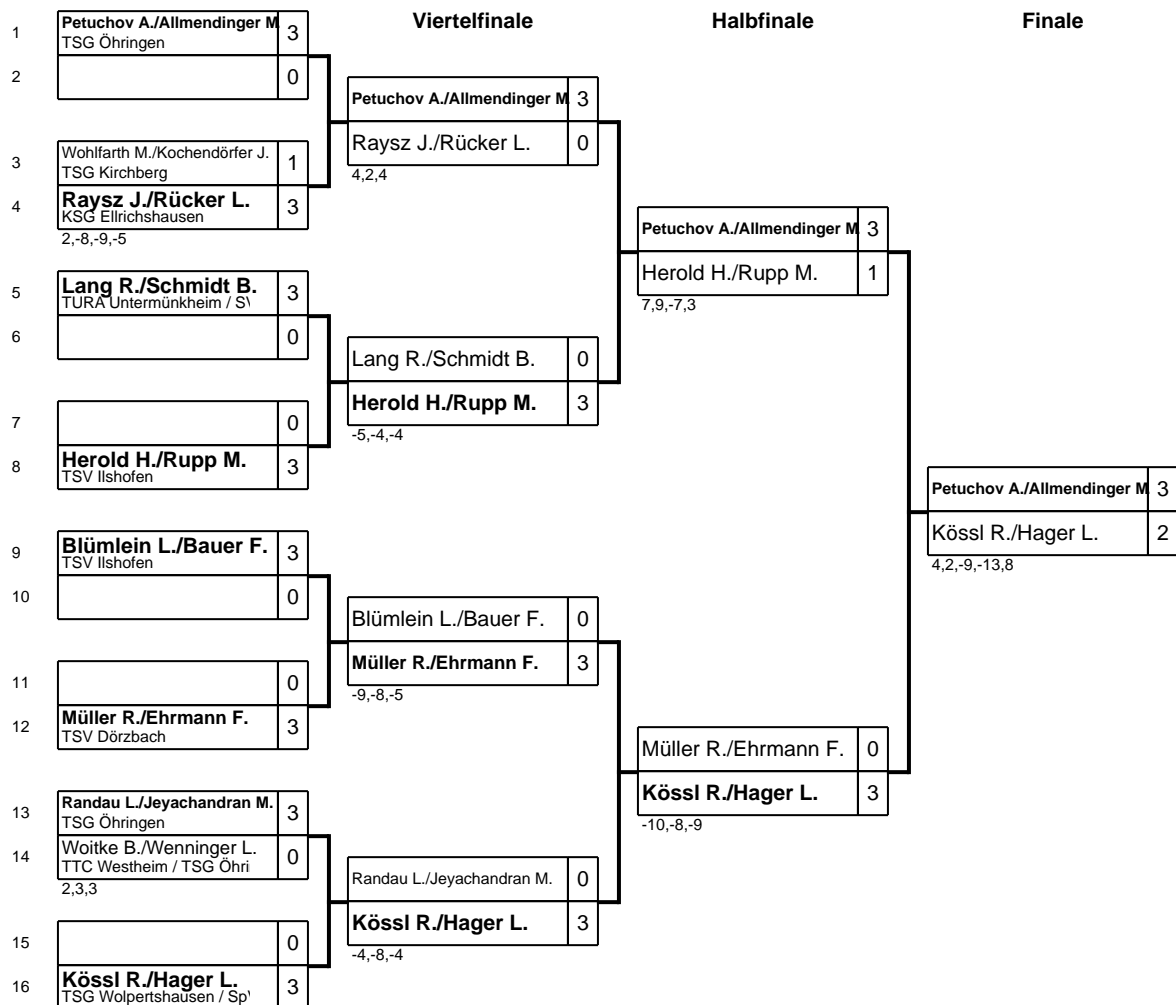 Viertelfinale
Halbfinale
Finale
1
Petuchov A./Allmendinger M
3
TSG Öhringen
2
0
3
Wohlfarth M./Kochendörfer J.
1
TSG Kirchberg
4
Raysz J./Rücker L.
3
KSG Ellrichshausen
2,-8,-9,-5
5
Lang R./Schmidt B.
3
TURA Untermünkheim / S
6
0
7
0
8
Herold H./Rupp M.
3
TSV Ilshofen
9
Blümlein L./Bauer F.
3
TSV Ilshofen
10
0
11
0
12
Müller R./Ehrmann F.
3
TSV Dörzbach
13
Randau L./Jeyachandran M.
3
TSG Öhringen
14
Woitke B./Wenninger L.
0
TTC Westheim / TSG Öhri
2,3,3
15
0
16
Kössl R./Hager L.
3
TSG Wolpertshausen / Sp
Petuchov A./Allmendinger M
3
Raysz J./Rücker L.
0
4,2,4
Lang R./Schmidt B.
0
Herold H./Rupp M.
3
-5,-4,-4
Blümlein L./Bauer F.
0
Müller R./Ehrmann F.
3
-9,-8,-5
Randau L./Jeyachandran M.
0
Kössl R./Hager L.
3
-4,-8,-4
Petuchov A./Allmendinger M
3
Herold H./Rupp M.
1
7,9,-7,3
Müller R./Ehrmann F.
0
Kössl R./Hager L.
3
-10,-8,-9
Petuchov A./Allmendinger M
3
Kössl R./Hager L.
2
4,2,-9,-13,8